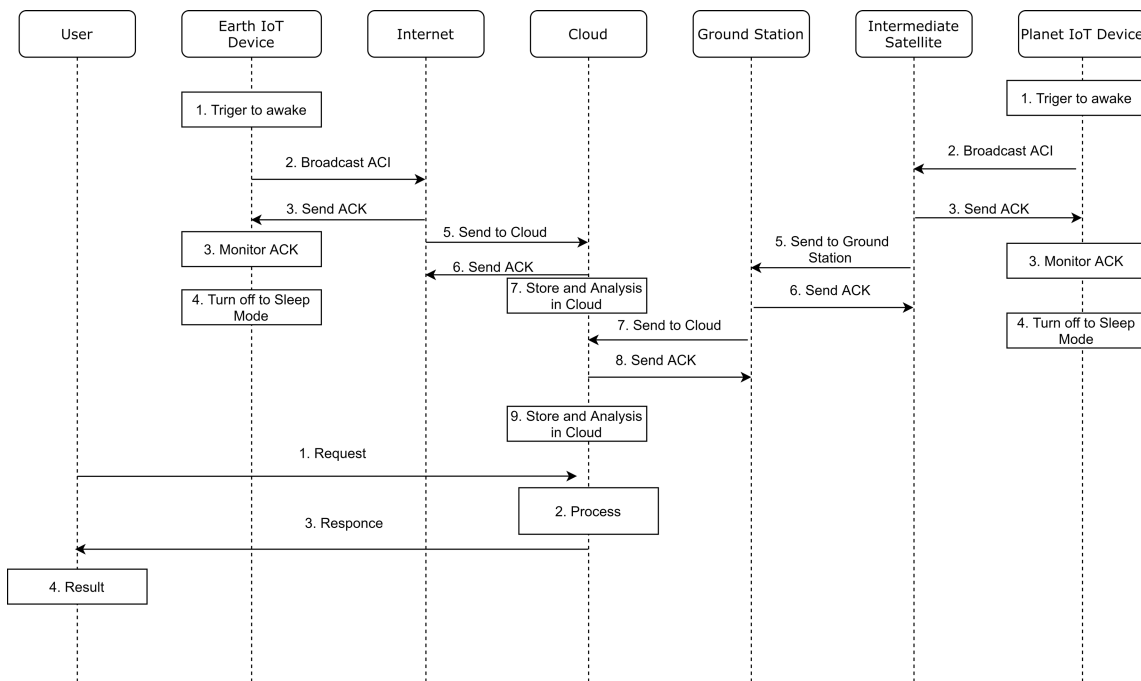 User
Earth IoT
Device
Internet
Cloud
Ground Station
Intermediate
Satellite
Planet IoT Device
1. Triger to awake
1. Triger to awake
2. Broadcast ACI
2. Broadcast ACI
3. Send ACK
3. Send ACK
5. Send to Cloud
3. Monitor ACK
5. Send to Ground
Station
3. Monitor ACK
6. Send ACK
7. Store and Analysis
in Cloud
6. Send ACK
4. Turn off to Sleep
Mode
7. Send to Cloud
4. Turn off to Sleep
Mode
8. Send ACK
9. Store and Analysis
in Cloud
1. Request
2. Process
3. Responce
4. Result